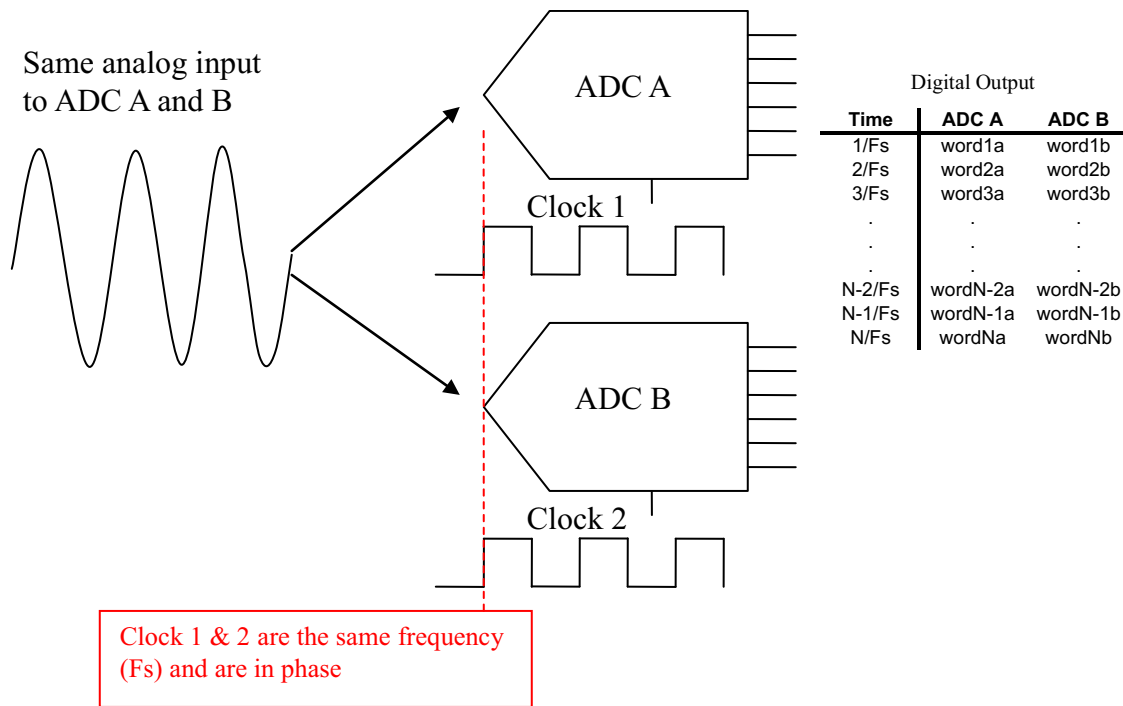 Same analog input
to ADC A and B
ADC A
Clock 1
ADC B
Clock 2
Clock 1 & 2 are the same frequency
(Fs) and are in phase
Digital Output
Time ADC A ADC B
1/Fs word1a word1b
2/Fs word2a word2b
3/Fs word3a word3b
. . .
. . .
. . .
N-2/Fs wordN-2a wordN-2b
N-1/Fs wordN-1a wordN-1b
N/Fs wordNa wordNb